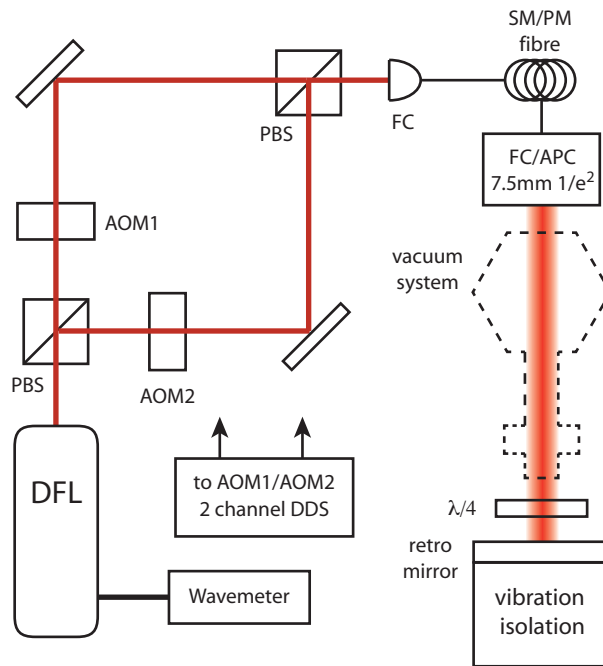 SM/PM
fibre
PBS
FC
FC/APC
7.5mm 1/e²
AOM1
vacuum
system
PBS
AOM2
DFL
to AOM1/AOM2
2 channel DDS
λ/4
retro
mirror
Wavemeter
vibration
isolation